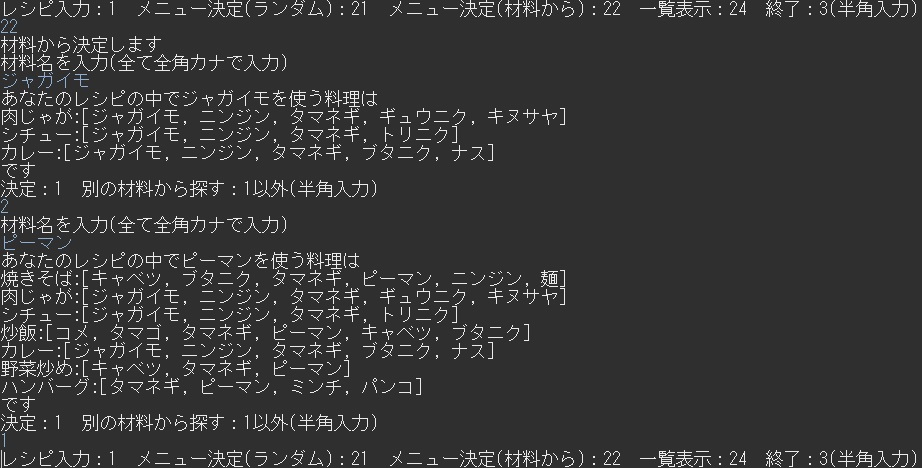 レシピ入力：1　メニュー決定(ランダム)：21　メニュー決定(材料から)：22　一覧表示：24　終了：3(半角入力)
22
材料から決定します
材料名を入力(全て全角カナで入力)
ジャガイモ
あなたのレシピの中でジャガイモを使う料理は
肉じゃが:[ジャガイモ, ニンジン, タマネギ, ギュウニク, キヌサヤ]
シチュー:[ジャガイモ, ニンジン, タマネギ, トリニク]
カレー:[ジャガイモ, ニンジン, タマネギ, ブタニク, ナス]
です
決定：1　別の材料から探す：1以外(半角入力)
2
材料名を入力(全て全角カナで入力)
ピーマン
あなたのレシピの中でピーマンを使う料理は
焼きそば:[キャベツ, ブタニク, タマネギ, ピーマン, ニンジン, 麺]
肉じゃが:[ジャガイモ, ニンジン, タマネギ, ギュウニク, キヌサヤ]
シチュー:[ジャガイモ, ニンジン, タマネギ, トリニク]
炒飯:[コメ, タマゴ, タマネギ, ピーマン, キャベツ, ブタニク]
カレー:[ジャガイモ, ニンジン, タマネギ, ブタニク, ナス]
野菜炒め:[キャベツ, タマネギ, ピーマン]
ハンバーグ:[タマネギ, ピーマン, ミンチ, パンコ]
です
決定：1　別の材料から探す：1以外(半角入力)
1
レシピ入力：1　メニュー決定(ランダム)：21　メニュー決定(材料から)：22　一覧表示：24　終了：3(半角入力)